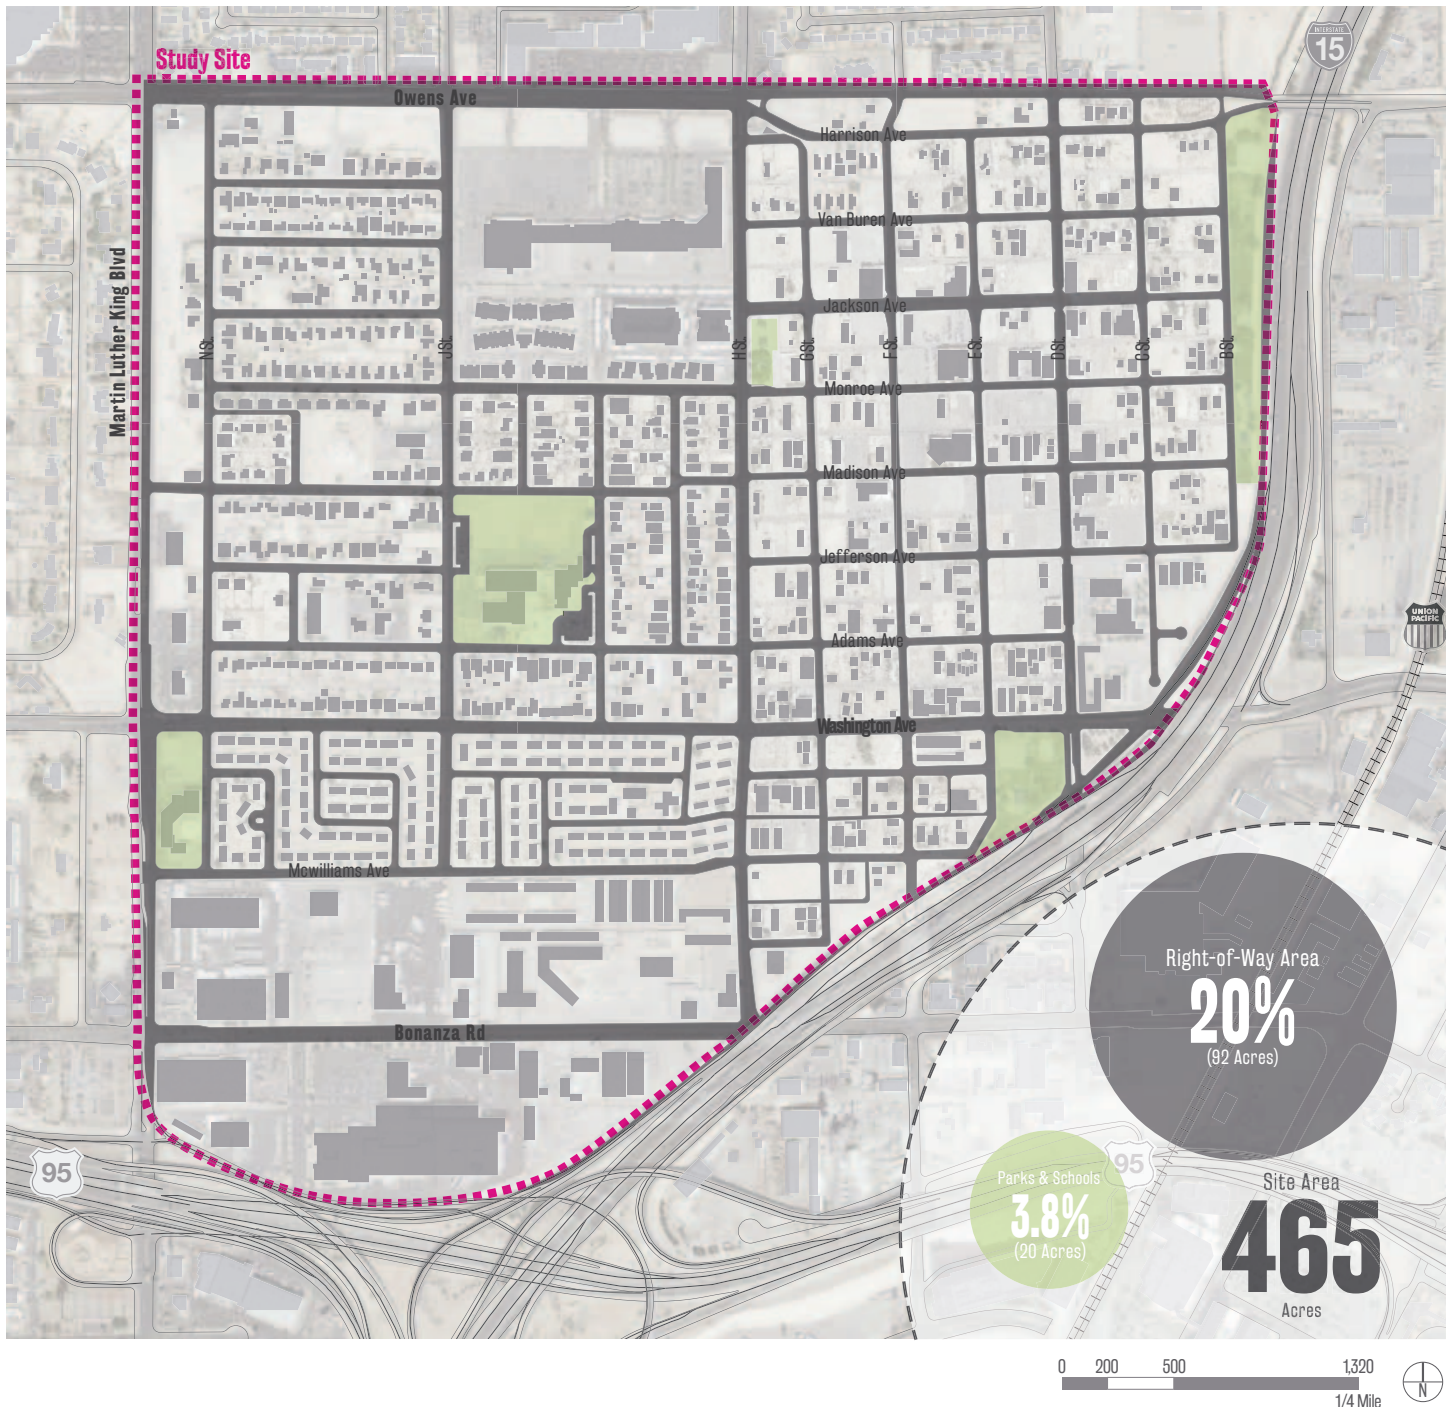 INTERSTATE
15
Study Site
Owens Ave
Harrison Ave
Van Buren Ave
Martin Luther King Blvd
Jackson Ave
N St.
J St.
H St.
G St.
F St.
E St.
D St.
C St.
B St.
Monroe Ave
Madison Ave
Jefferson Ave
UNION
PACIFIC
Adams Ave
Washington Ave
Mcwilliams Ave
Right-of-Way Area
20%
(92 Acres)
Bonanza Rd
95
95
Parks & Schools
3.8%
(20 Acres)
Site Area
465
Acres
0 200 500 1,320
1/4 Mile
N